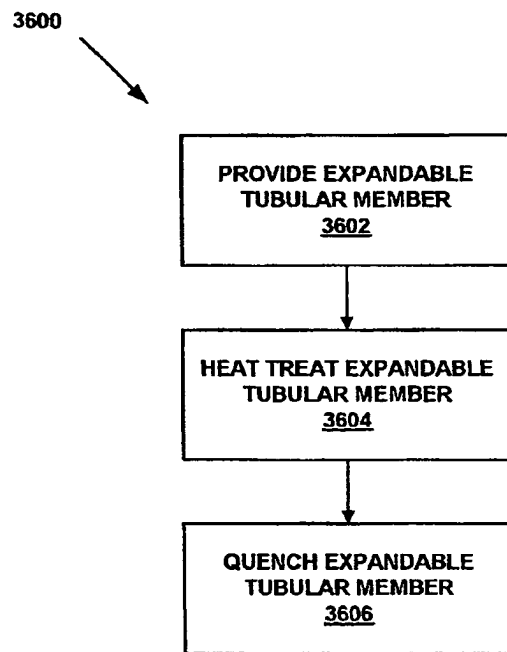 3600
PROVIDE EXPANDABLE
TUBULAR MEMBER
3602
HEAT TREAT EXPANDABLE
TUBULAR MEMBER
3604
QUENCH EXPANDABLE
TUBULAR MEMBER
3606